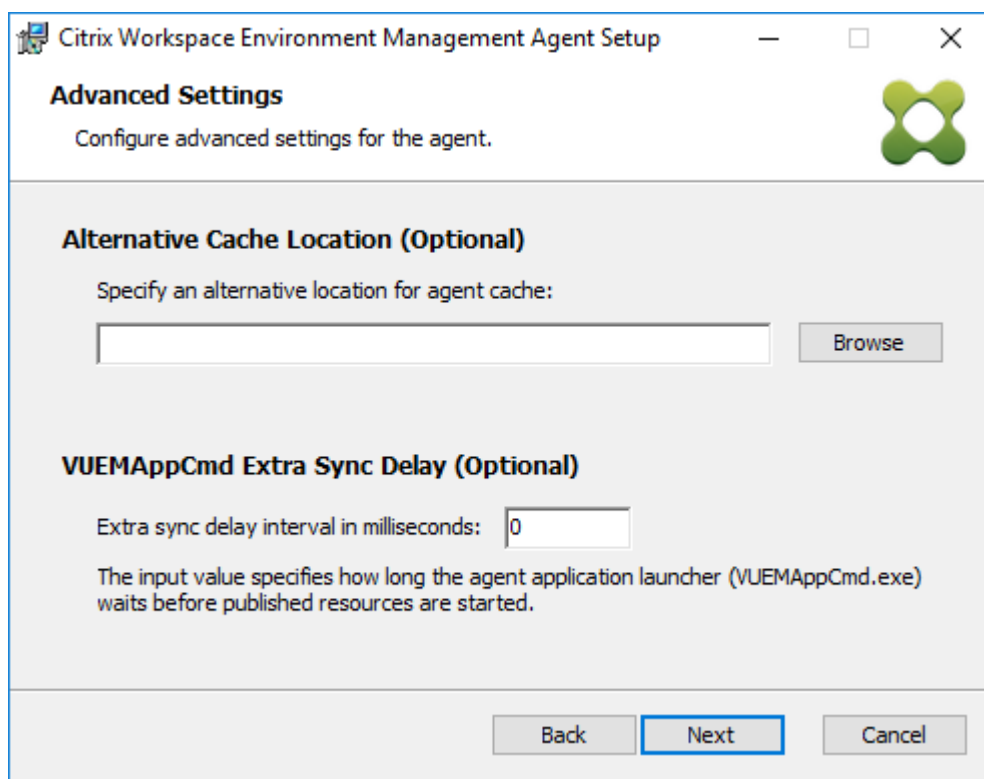 Citrix Workspace Environment Management Agent Setup
Advanced Settings
Configure advanced settings for the agent.
Alternative Cache Location (Optional)
Specify an alternative location for agent cache:
Browse
VUEMAppCmd Extra Sync Delay (Optional)
Extra sync delay interval in milliseconds: 0
The input value specifies how long the agent application launcher (VUEMAppCmd.exe)
waits before published resources are started.
Back Next Cancel